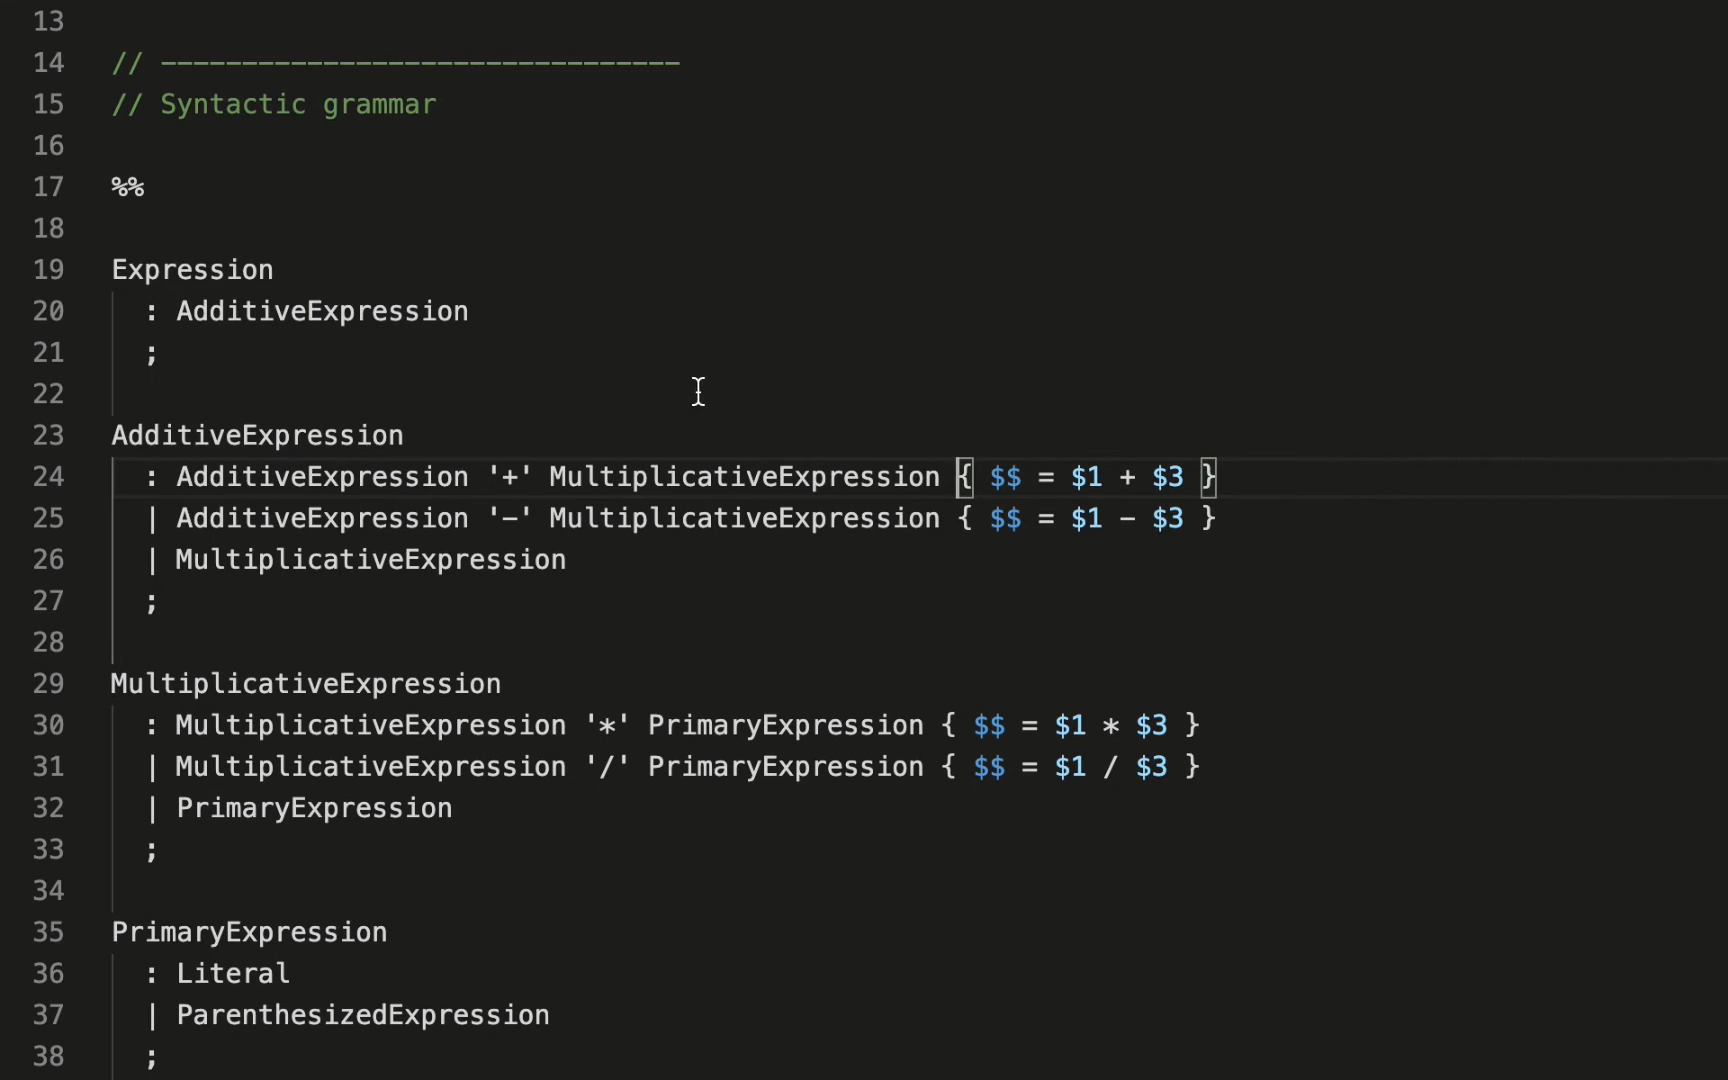 13
14 // --------------------------------
15 // Syntactic grammar
16
17 %%
18
19 Expression
20 : AdditiveExpression
21 ;
22
23 AdditiveExpression
24 : AdditiveExpression '+' MultiplicativeExpression { $$ = $1 + $3 }
25 | AdditiveExpression '-' MultiplicativeExpression { $$ = $1 - $3 }
26 | MultiplicativeExpression
27 ;
28
29 MultiplicativeExpression
30 : MultiplicativeExpression '*' PrimaryExpression { $$ = $1 * $3 }
31 | MultiplicativeExpression '/' PrimaryExpression { $$ = $1 / $3 }
32 | PrimaryExpression
33 ;
34
35 PrimaryExpression
36 : Literal
37 | ParenthesizedExpression
38 ;